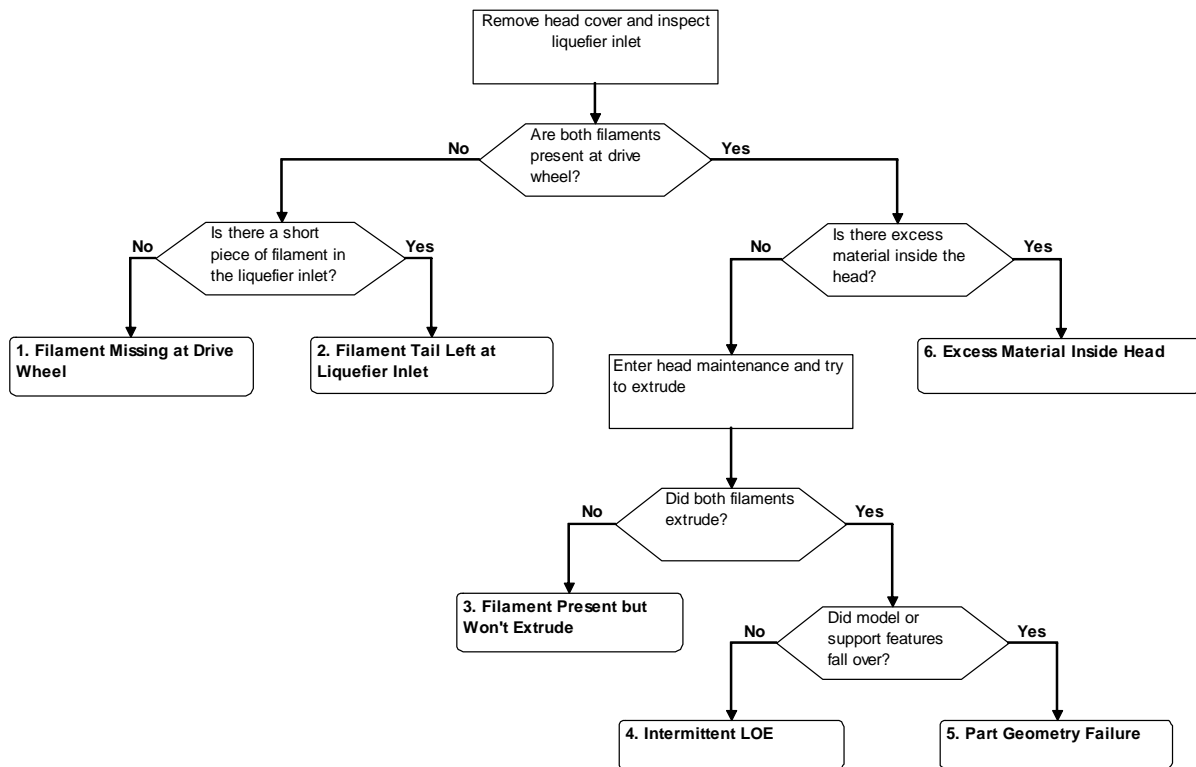 Remove head cover and inspect
liquefier inlet
Are both filaments
present at drive
wheel?
No
Yes
Is there a short
piece of filament in
the liquefier inlet?
No
Yes
Is there excess
material inside the
head?
No
Yes
1. Filament Missing at Drive
Wheel
2. Filament Tail Left at
Liquefier Inlet
Enter head maintenance and try
to extrude
6. Excess Material Inside Head
Did both filaments
extrude?
No
Yes
3. Filament Present but
Won't Extrude
Did model or
support features
fall over?
No
Yes
4. Intermittent LOE
5. Part Geometry Failure